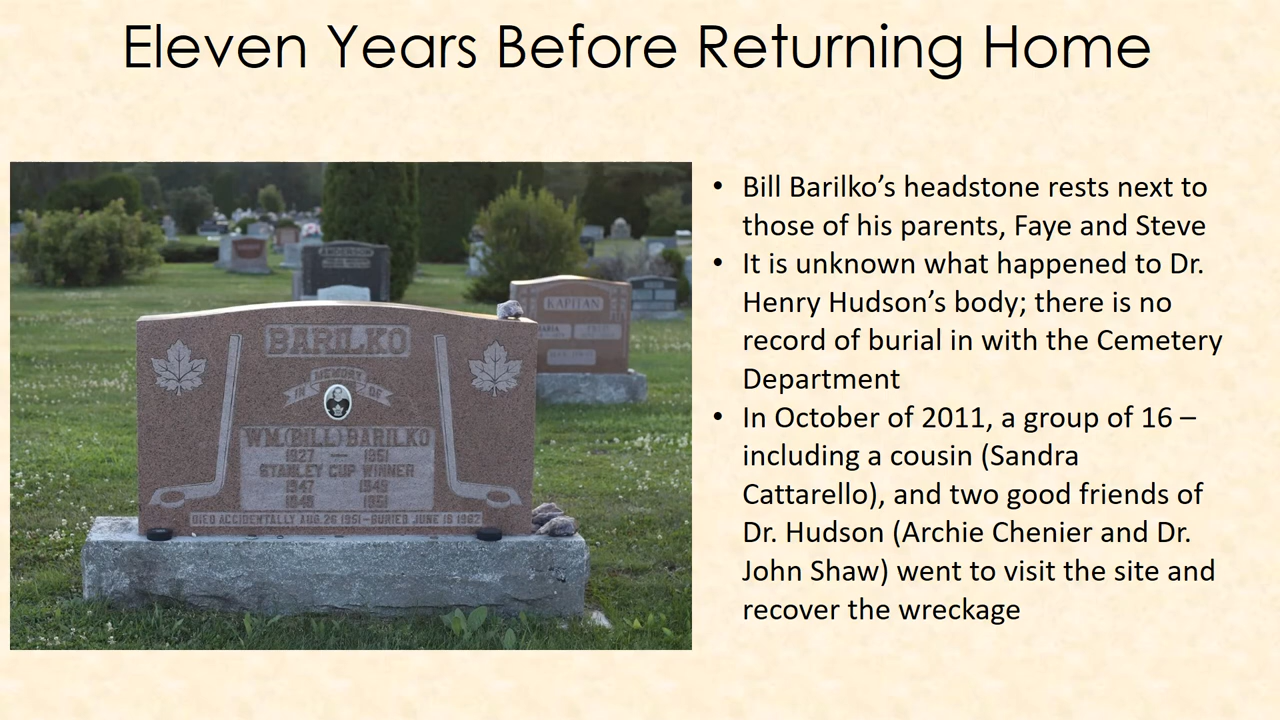 Eleven Years Before Returning Home
• Bill Barilko’s headstone rests next to
those of his parents, Faye and Steve
• It is unknown what happened to Dr.
Henry Hudson’s body; there is no
record of burial in with the Cemetery
Department
• In October of 2011, a group of 16 –
including a cousin (Sandra
Cattarello), and two good friends of
Dr. Hudson (Archie Chenier and Dr.
John Shaw) went to visit the site and
recover the wreckage
ANDERSON
KAPITAN
BARILKO
IN MEMORY OF
WM. (BILL) BARILKO
1927 — 1951
STANLEY CUP WINNER
1947 1949
1948 1951
DIED ACCIDENTALLY AUG. 26 1951–BURIED JUNE 15 1962